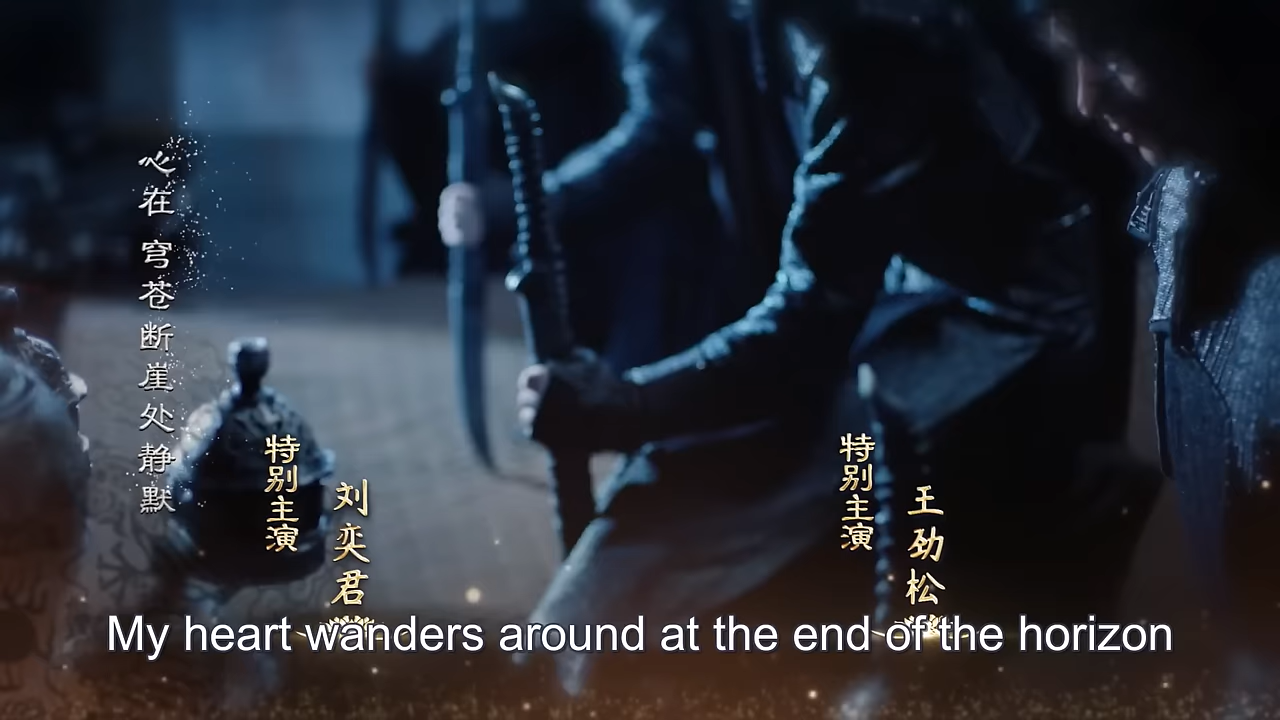 心在 穹苍断崖处静默
特别主演
刘奕君
特别主演
王劲松
My heart wanders around at the end of the horizon